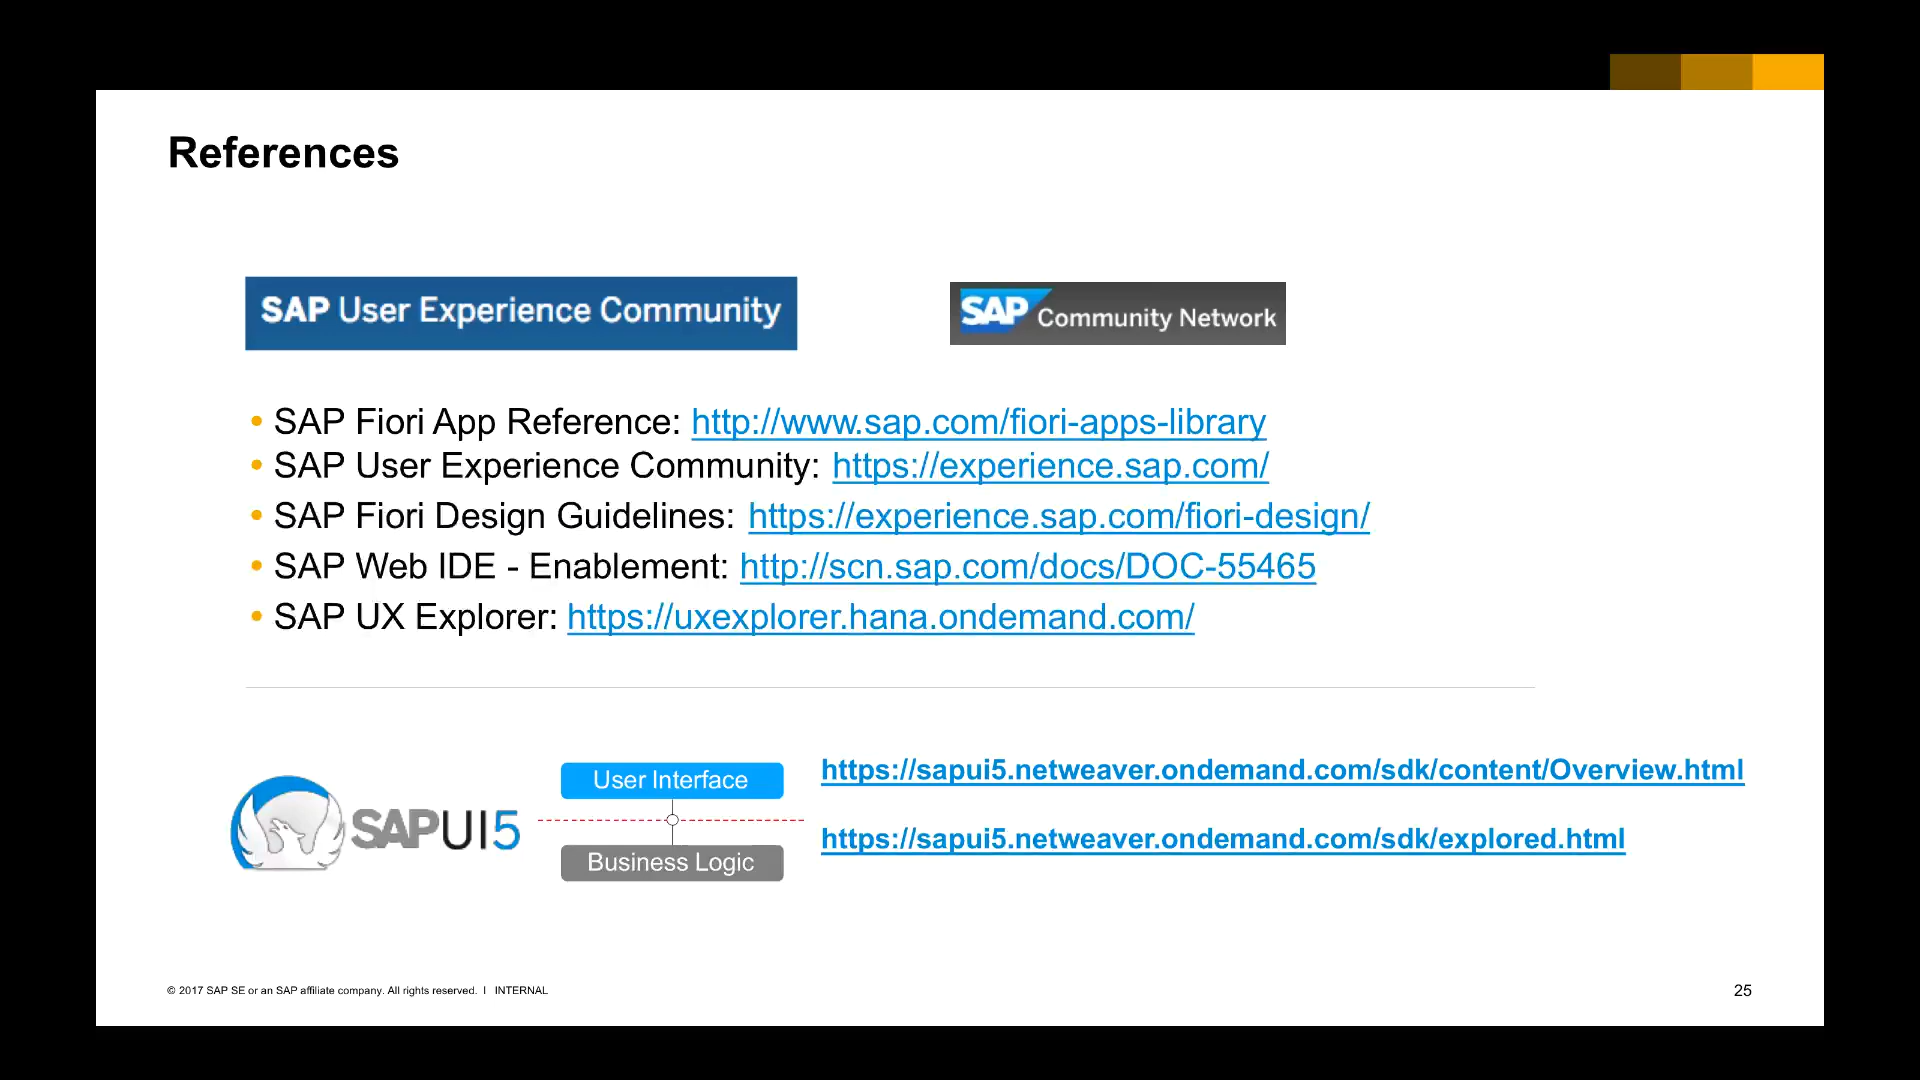 References
SAP User Experience Community
SAP Community Network
• SAP Fiori App Reference: http://www.sap.com/fiori-apps-library
• SAP User Experience Community: https://experience.sap.com/
• SAP Fiori Design Guidelines: https://experience.sap.com/fiori-design/
• SAP Web IDE - Enablement: http://scn.sap.com/docs/DOC-55465
• SAP UX Explorer: https://uxexplorer.hana.ondemand.com/
SAPUI5
User Interface
Business Logic
https://sapui5.netweaver.ondemand.com/sdk/content/Overview.html
https://sapui5.netweaver.ondemand.com/sdk/explored.html
© 2017 SAP SE or an SAP affiliate company. All rights reserved. I INTERNAL
25